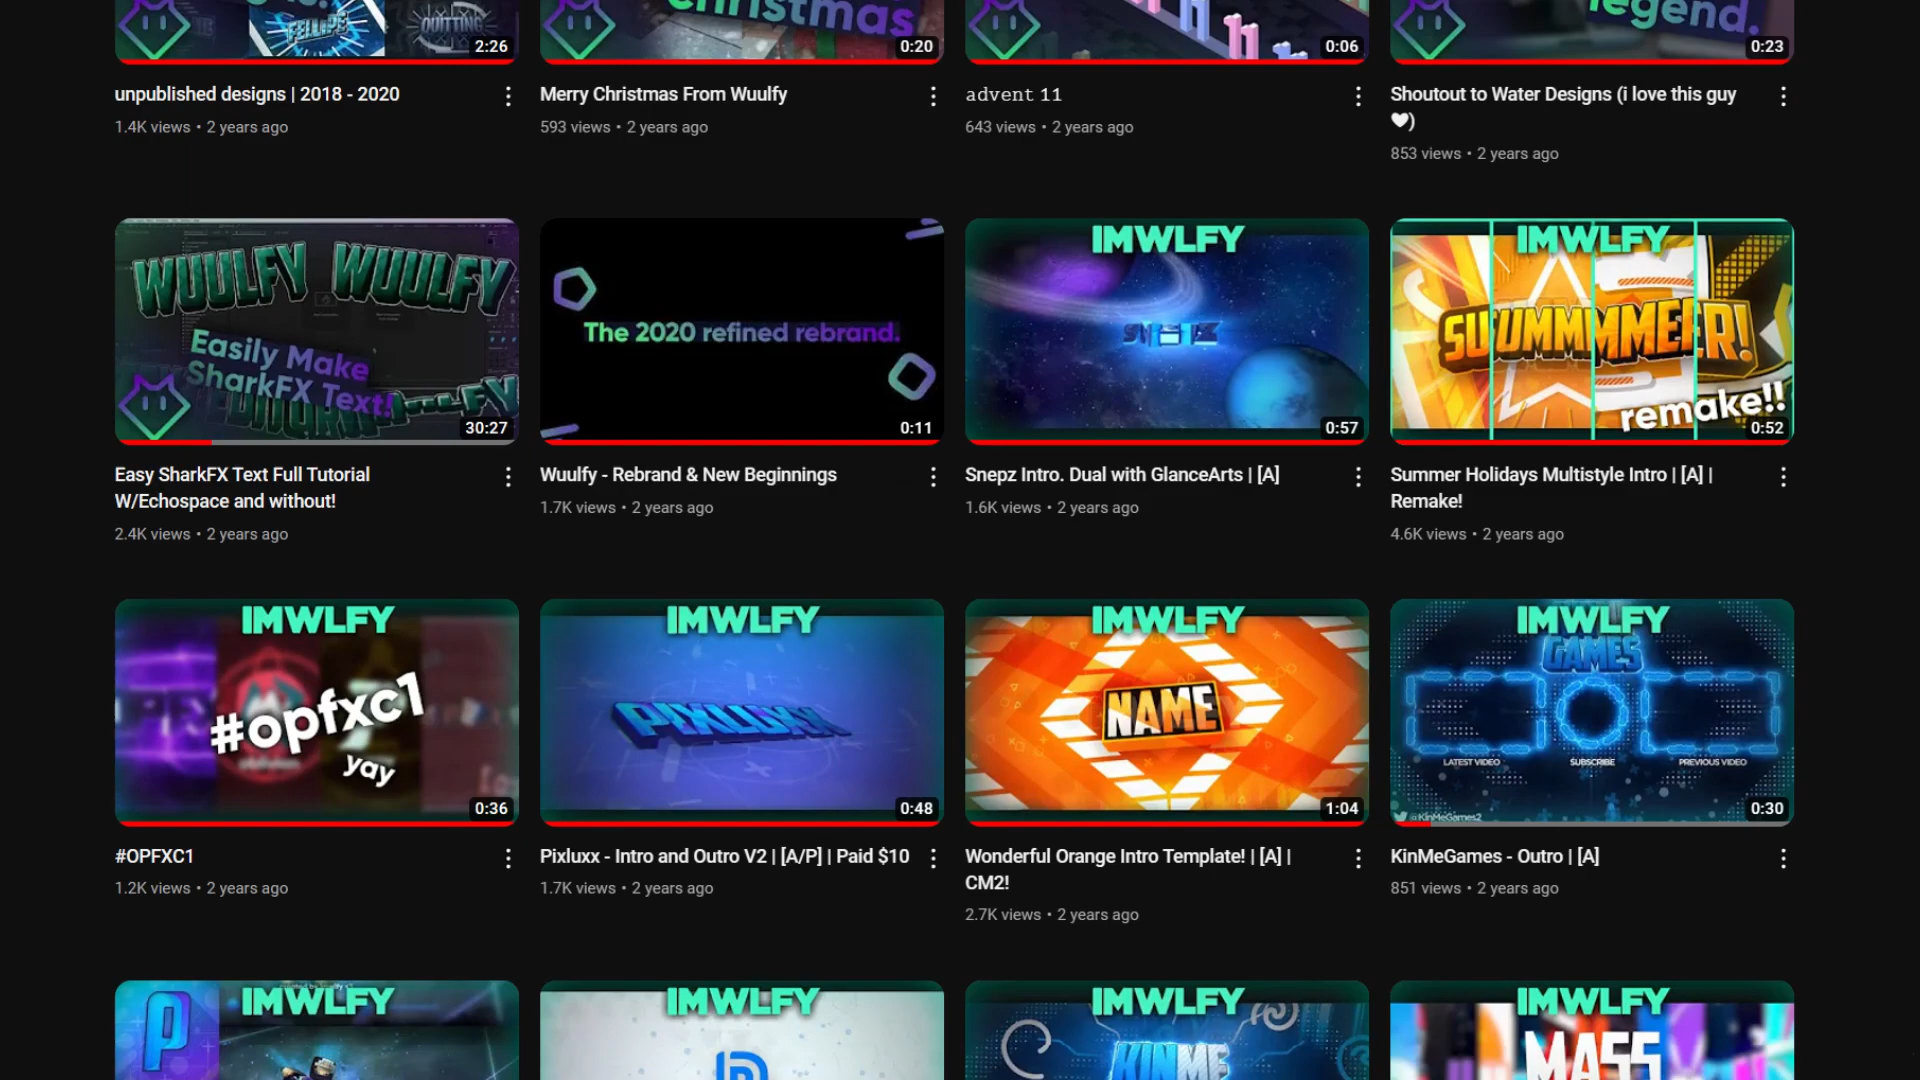 FELLIPE
QUITTING
christmas
legend.
2:26
0:20
0:06
0:23
unpublished designs | 2018 - 2020
Merry Christmas From Wuulfy
advent 11
Shoutout to Water Designs (i love this guy
🖤)
1.4K views • 2 years ago
593 views • 2 years ago
643 views • 2 years ago
853 views • 2 years ago
WUULFY WUULFY
Easily Make
SharkFX Text!
30:27
The 2020 refined rebrand.
0:11
IMWLFY
0:57
IMWLFY
SUUMMMMMEER!
remake!!
0:52
Easy SharkFX Text Full Tutorial
W/Echospace and without!
2.4K views • 2 years ago
Wuulfy - Rebrand & New Beginnings
1.7K views • 2 years ago
Snepz Intro. Dual with GlanceArts | [A]
1.6K views • 2 years ago
Summer Holidays Multistyle Intro | [A] |
Remake!
4.6K views • 2 years ago
IMWLFY
#opfxc1
yay
0:36
IMWLFY
PIXLUXX
0:48
IMWLFY
NAME
1:04
IMWLFY
GAMES
LATEST VIDEO
SUBSCRIBE
PREVIOUS VIDEO
@KinMeGames2
0:30
#OPFXC1
1.2K views • 2 years ago
Pixluxx - Intro and Outro V2 | [A/P] | Paid $10
1.7K views • 2 years ago
Wonderful Orange Intro Template! | [A] |
CM2!
2.7K views • 2 years ago
KinMeGames - Outro | [A]
851 views • 2 years ago
IMWLFY
IMWLFY
IMWLFY
KINME
IMWLFY
MASS